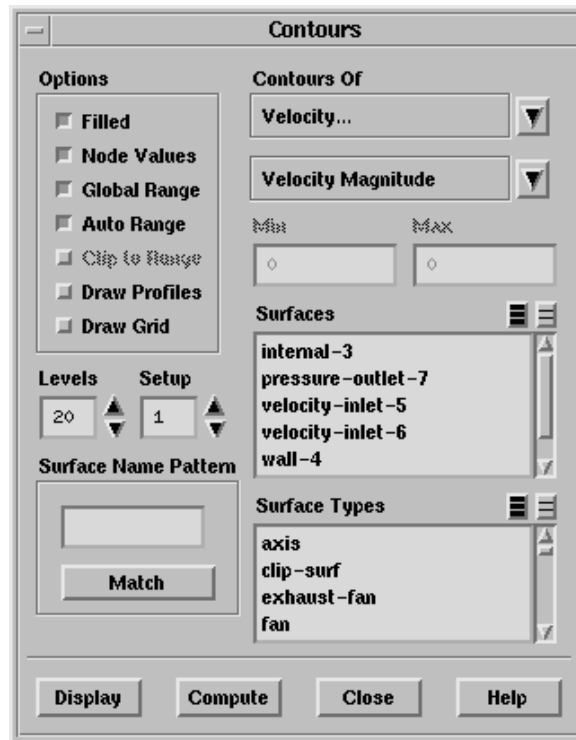 Contours
Options
Filled
Node Values
Global Range
Auto Range
Clip to Range
Draw Profiles
Draw Grid
Levels Setup
20 1
Surface Name Pattern
Match
Contours Of
Velocity...
Velocity Magnitude
Min Max
0 0
Surfaces
internal-3
pressure-outlet-7
velocity-inlet-5
velocity-inlet-6
wall-4
Surface Types
axis
clip-surf
exhaust-fan
fan
Display Compute Close Help